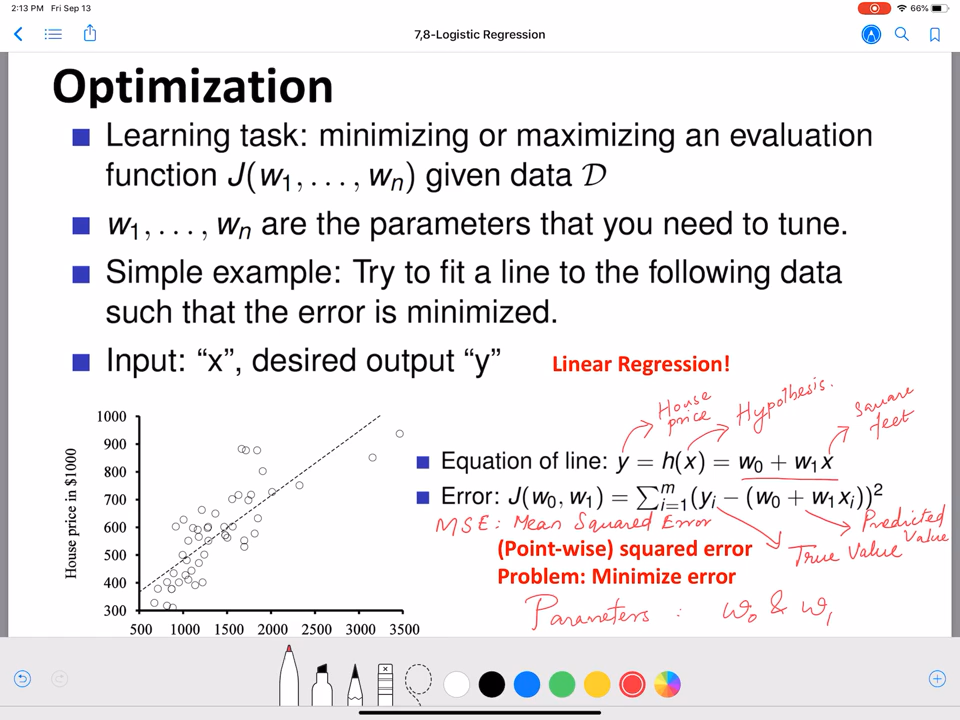 2:13 PM Fri Sep 13
66%
7,8-Logistic Regression
Optimization
Learning task: minimizing or maximizing an evaluation
function J(w₁, . . . , wₙ) given data 𝒟
w₁, . . . , wₙ are the parameters that you need to tune.
Simple example: Try to fit a line to the following data
such that the error is minimized.
Input: “x”, desired output “y”
Linear Regression!
House
price
Hypothesis.
Square
feet
Equation of line: y = h(x) = w₀ + w₁x
Error: J(w₀, w₁) = ∑ᵐᵢ₌₁(yᵢ − (w₀ + w₁xᵢ))²
MSE: Mean Squared Error
Predicted
Value
True Value
(Point-wise) squared error
Problem: Minimize error
Parameters : w₀ & w₁
House price in $1000
1000
900
800
700
600
500
400
300
500 1000 1500 2000 2500 3000 3500